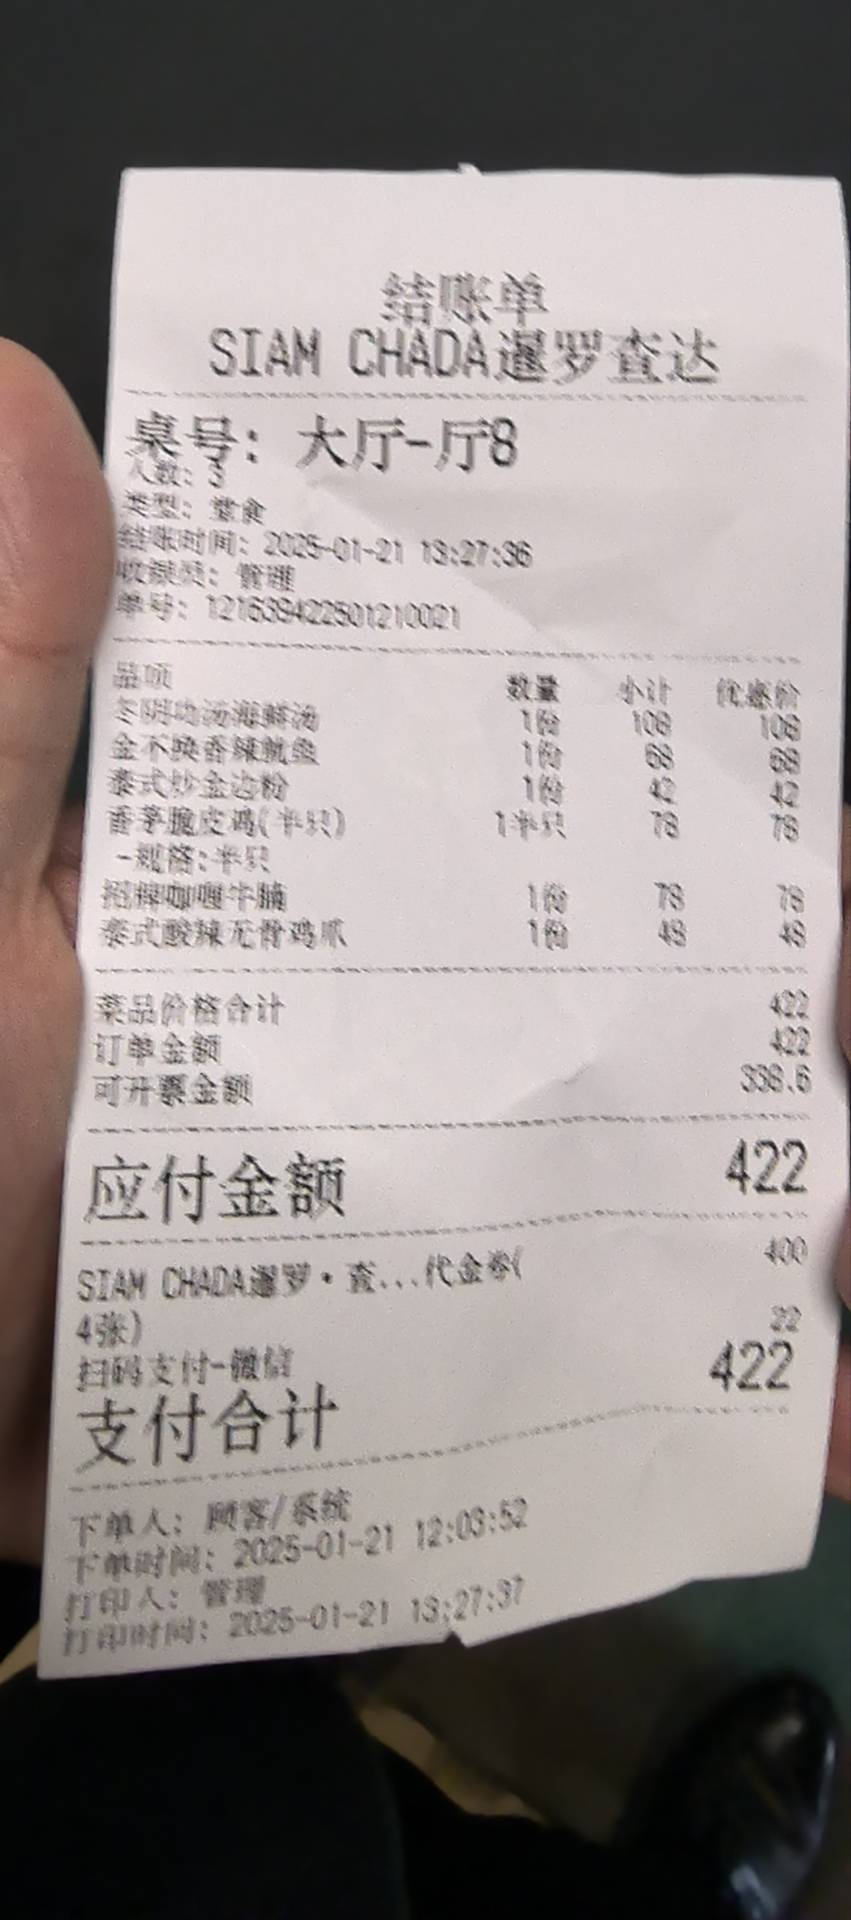 结账单
SIAM CHADA暹罗查达
桌号: 大厅-厅8
人数: 3
类型: 堂食
结账时间: 2025-01-21 13:27:36
收银员: 管理
单号: 121639422501210021
品项 数量 小计 优惠价
冬阴功汤海鲜汤 1份 108 108
金不换香辣鱿鱼 1份 68 68
泰式炒金边粉 1份 42 42
香茅脆皮鸡(半只) 1半只 78 78
-规格:半只
招牌咖喱牛腩 1份 78 78
泰式酸辣无骨鸡爪 1份 48 48
菜品价格合计 422
订单金额 422
可开票金额 338.6
应付金额 422
SIAM CHADA暹罗·查...代金券( 400
4张)
扫码支付-微信 22
支付合计 422
下单人: 顾客/系统
下单时间: 2025-01-21 12:03:52
打印人: 管理
打印时间: 2025-01-21 13:27:37